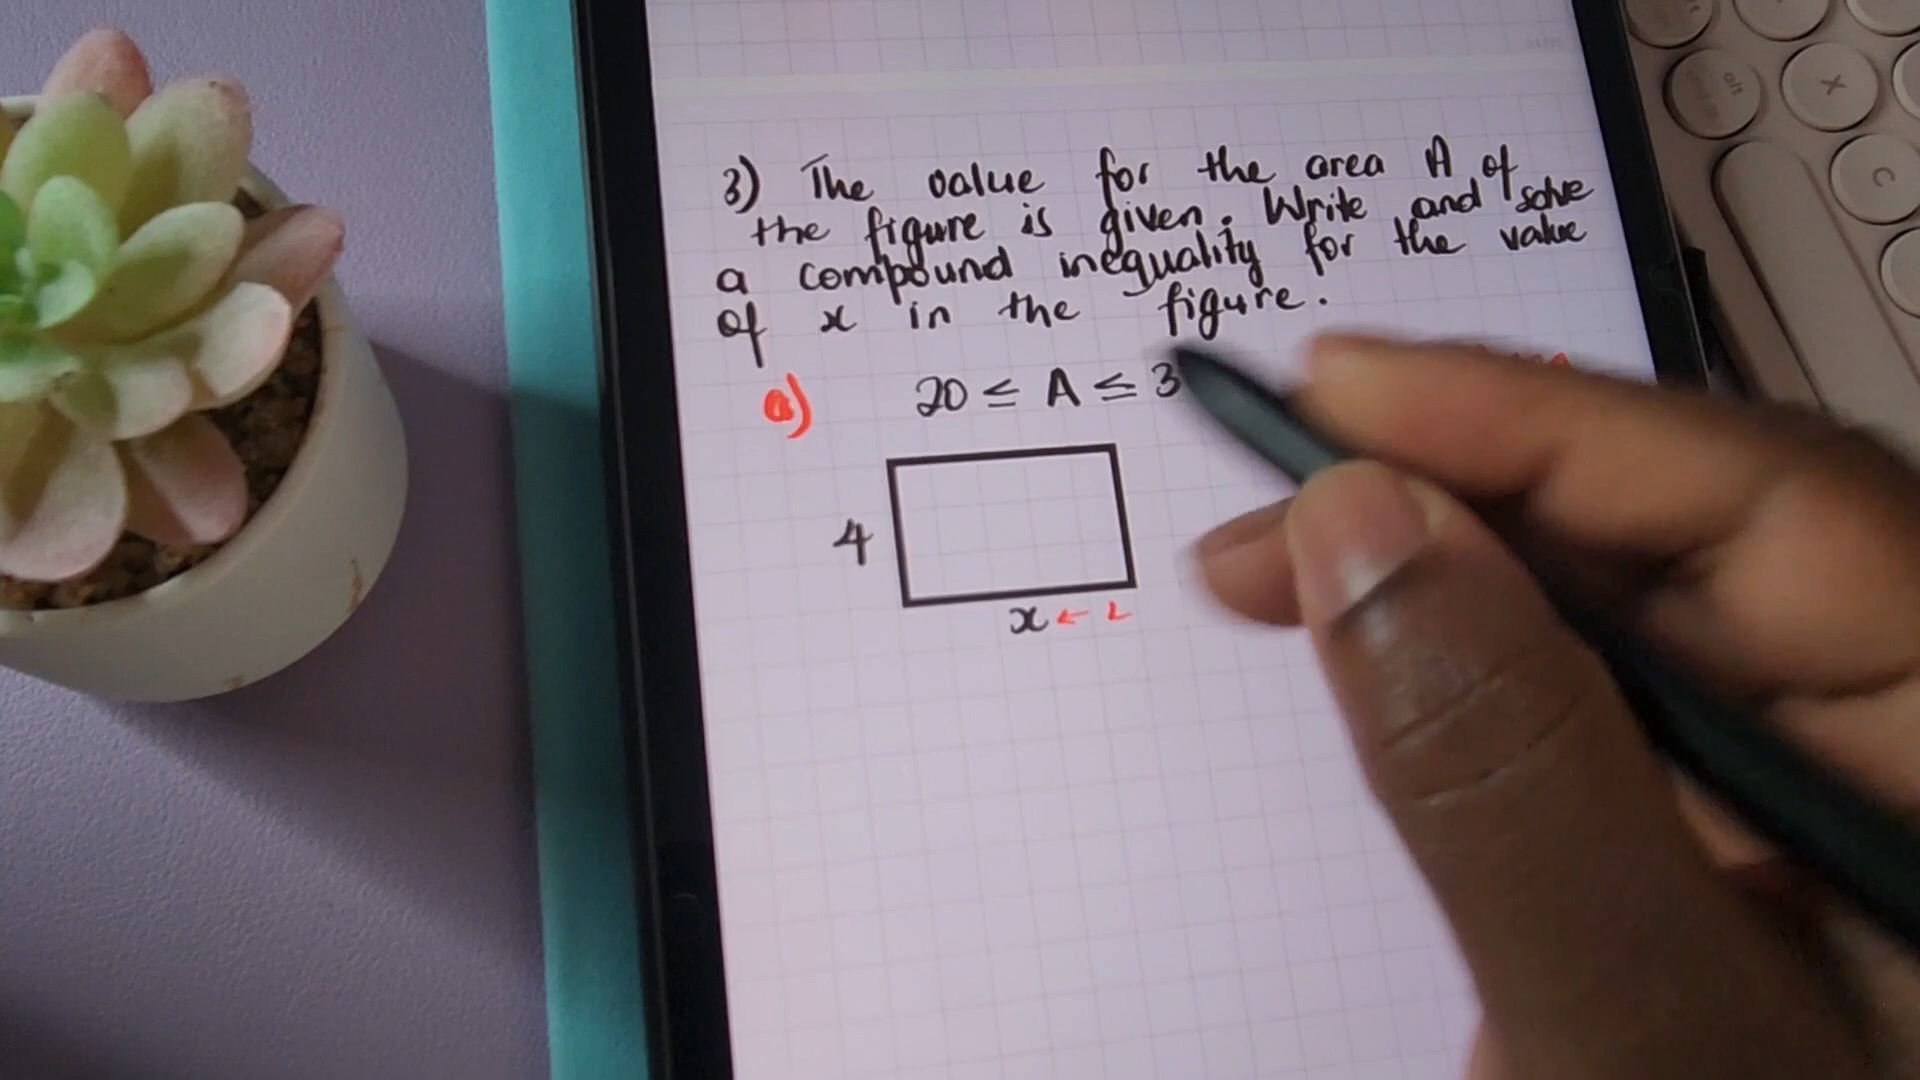 3) The value for the area A of
the figure is given. Write and solve
a compound inequality for the value
of x in the figure.
a) 20 ≤ A ≤ 3
4
x ← L
alt
X
C